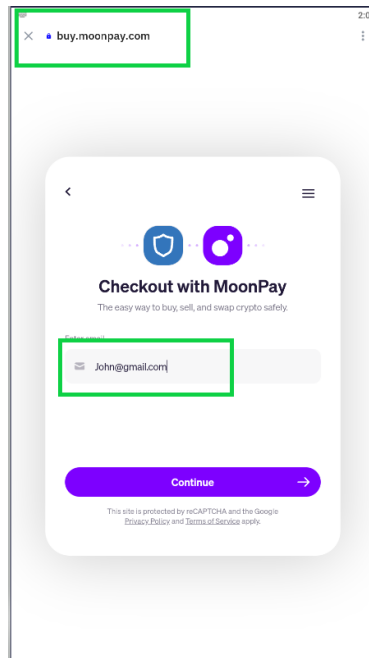 2:0
buy.moonpay.com
Checkout with MoonPay
The easy way to buy, sell, and swap crypto safely.
Enter email
John@gmail.com
Continue
This site is protected by reCAPTCHA and the Google
Privacy Policy and Terms of Service apply.